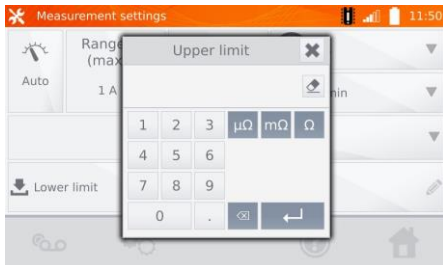 Measurement settings
11:50
Range
(max
1 A
Auto
Upper limit
min
1 2 3 µΩ mΩ Ω
4 5 6
7 8 9
0 .
Lower limit